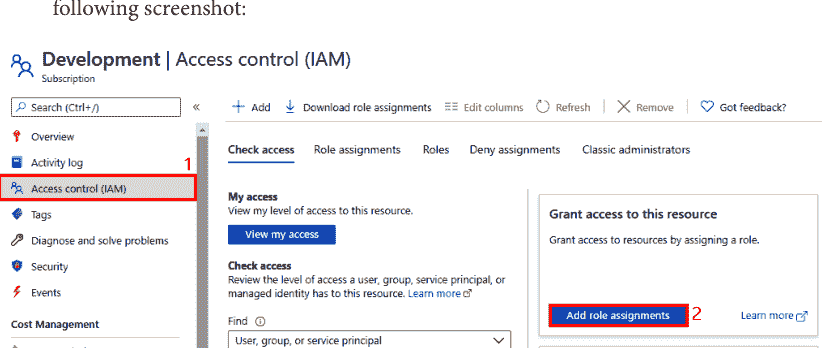 following screenshot:
Development | Access control (IAM)
Subscription
Search (Ctrl+/)
«
Add
Download role assignments
Edit columns
Refresh
Remove
Got feedback?
Overview
Activity log
1
Access control (IAM)
Tags
Diagnose and solve problems
Security
Events
Cost Management
Check access
Role assignments
Roles
Deny assignments
Classic administrators
My access
View my level of access to this resource.
View my access
Check access
Review the level of access a user, group, service principal, or
managed identity has to this resource. Learn more
Find
User, group, or service principal
Grant access to this resource
Grant access to resources by assigning a role.
Add role assignments
2
Learn more